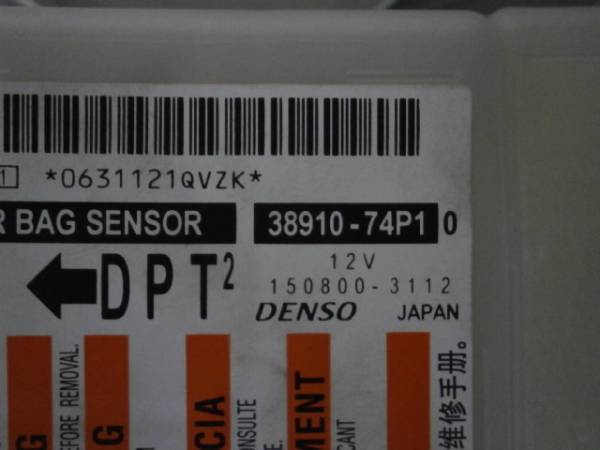 1 *0631121QVZK*
R BAG SENSOR 38910-74P1 0
DPT2 12V
150800-3112
DENSO JAPAN
EFORE REMOVAL.
G
G
CIA
ONSULTE
E.
MENT
CANT
维修手册。